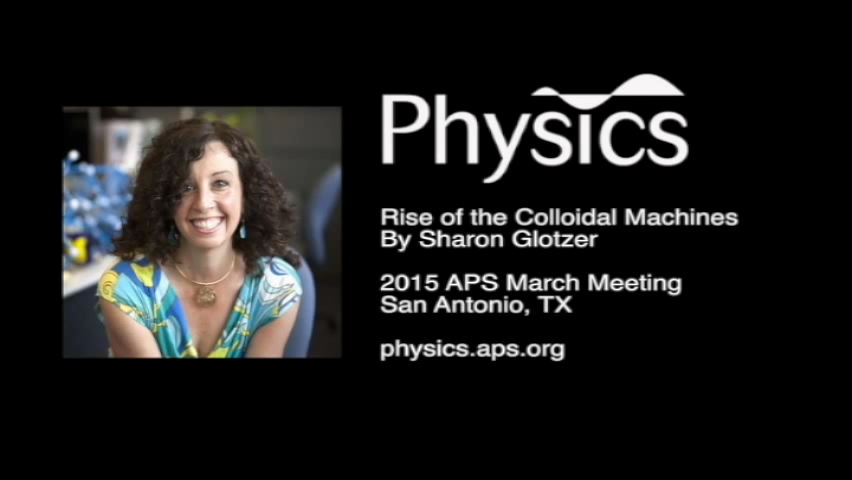 Physics
Rise of the Colloidal Machines
By Sharon Glotzer
2015 APS March Meeting
San Antonio, TX
physics.aps.org